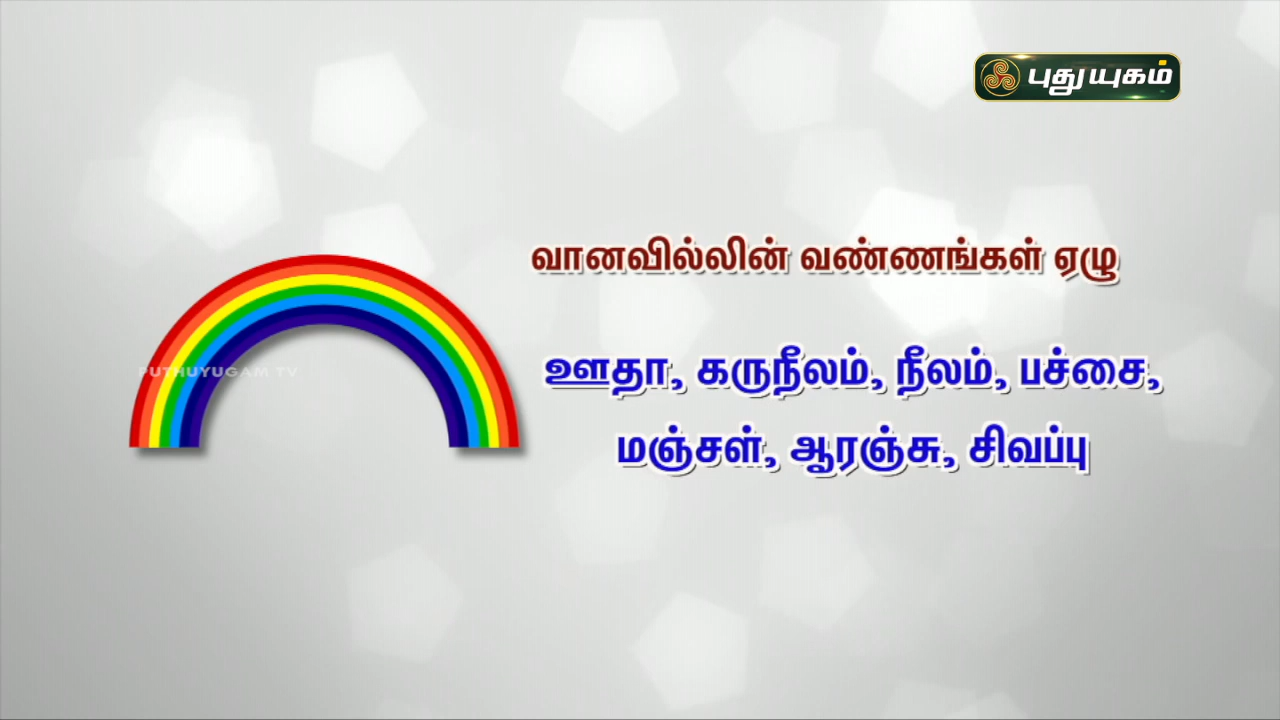 புதுயுகம்
வானவில்லின் வண்ணங்கள் ஏழு
ஊதா, கருநீலம், நீலம், பச்சை,
PUTHUYUGAM TV
மஞ்சள், ஆரஞ்சு, சிவப்பு